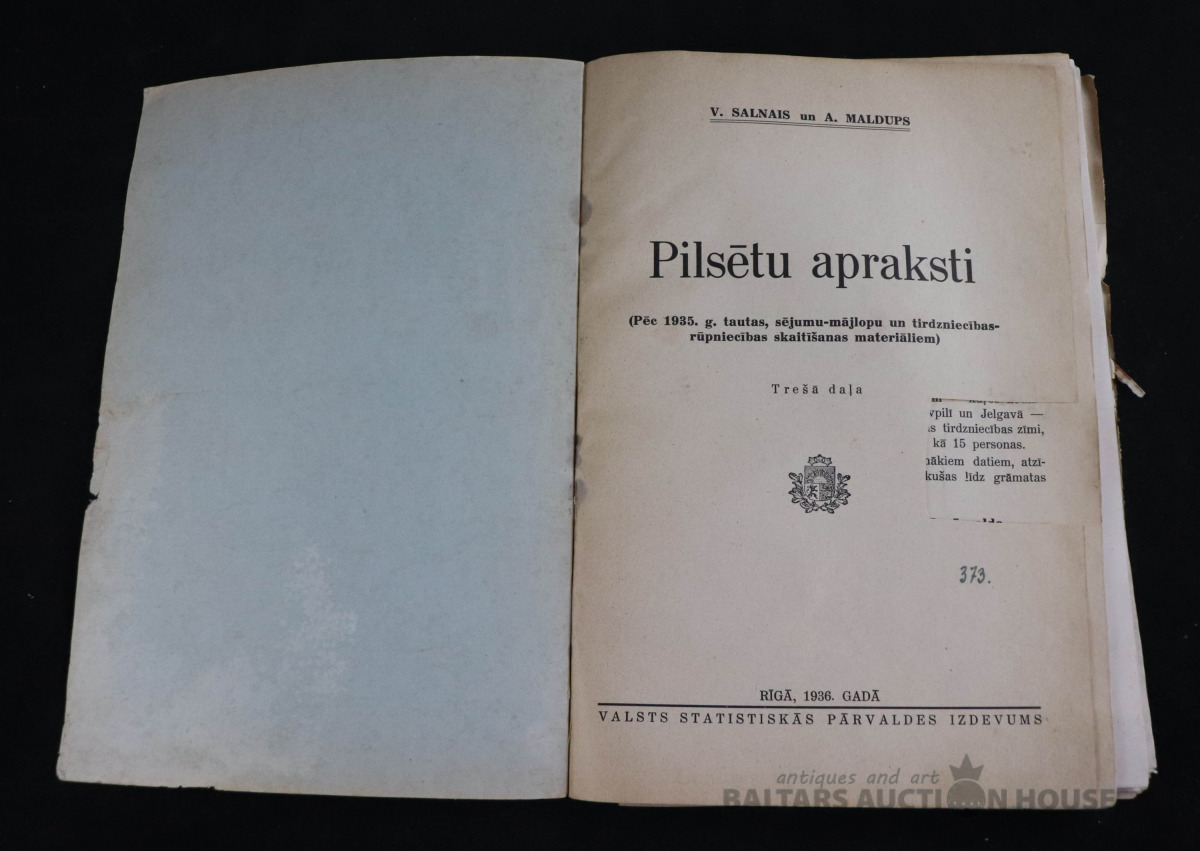 V. SALNAIS un A. MALDUPS
Pilsētu apraksti
(Pēc 1935. g. tautas, sējumu-mājlopu un tirdzniecības-
rūpniecības skaitīšanas materiāliem)
Trešā daļa
vpilī un Jelgavā —
s tirdzniecības zīmi,
kā 15 personas.
nākiem datiem, atzī-
kušas līdz grāmatas
373.
RĪGĀ, 1936. GADĀ
VALSTS STATISTISKĀS PĀRVALDES IZDEVUMS
antiques and art
BALTARS AUCTION HOUSE